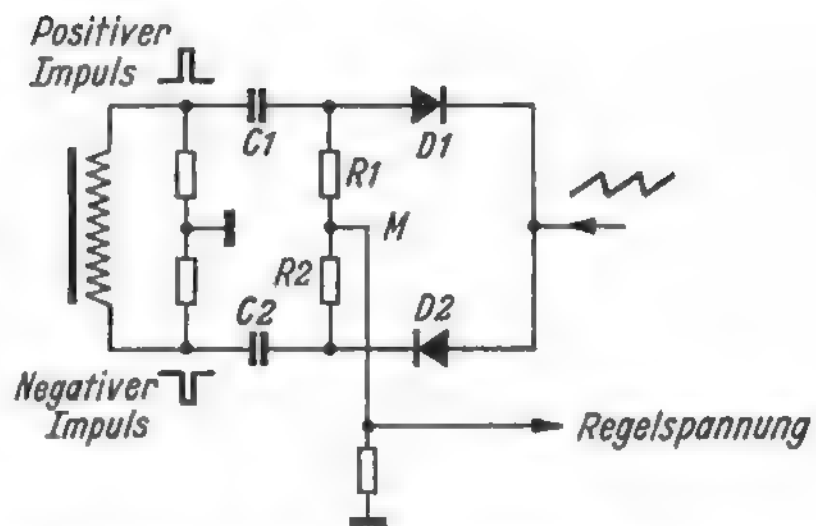 Positiver
Impuls
C1
D1
R1
M
R2
C2
D2
Negativer
Impuls
Regelspannung